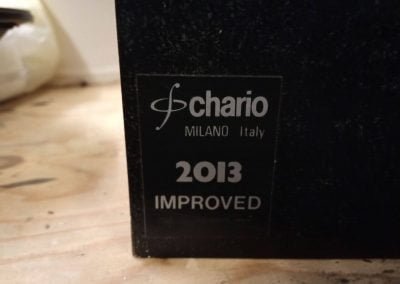 chario
MILANO Italy
2013
IMPROVED